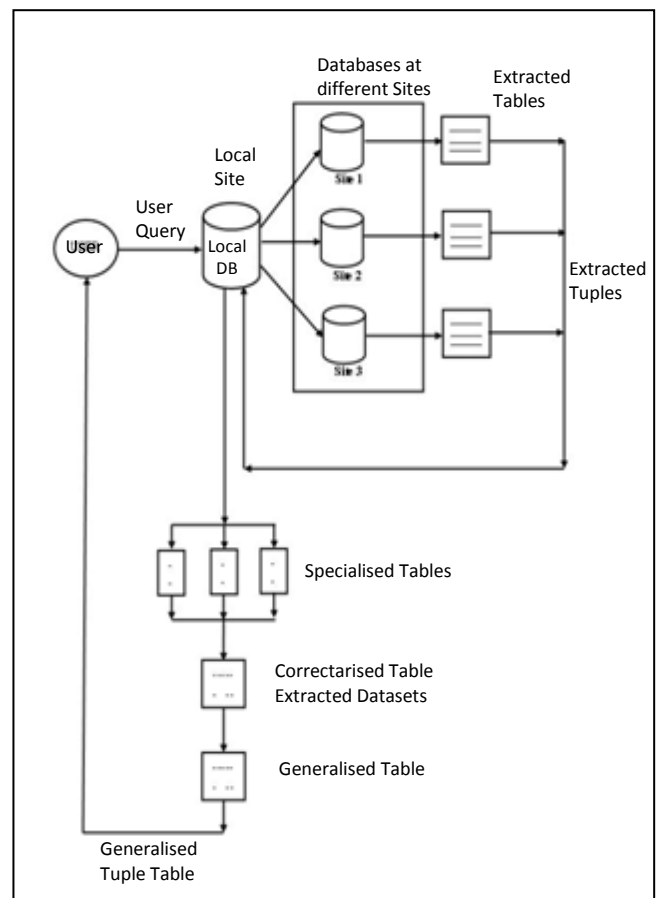 Databases at
different Sites
Extracted
Tables
Local
Site
User
Query
User
Local
DB
Site 1
Site 2
Site 3
Extracted
Tuples
Specialised Tables
Correctarised Table
Extracted Datasets
Generalised Table
Generalised
Tuple Table